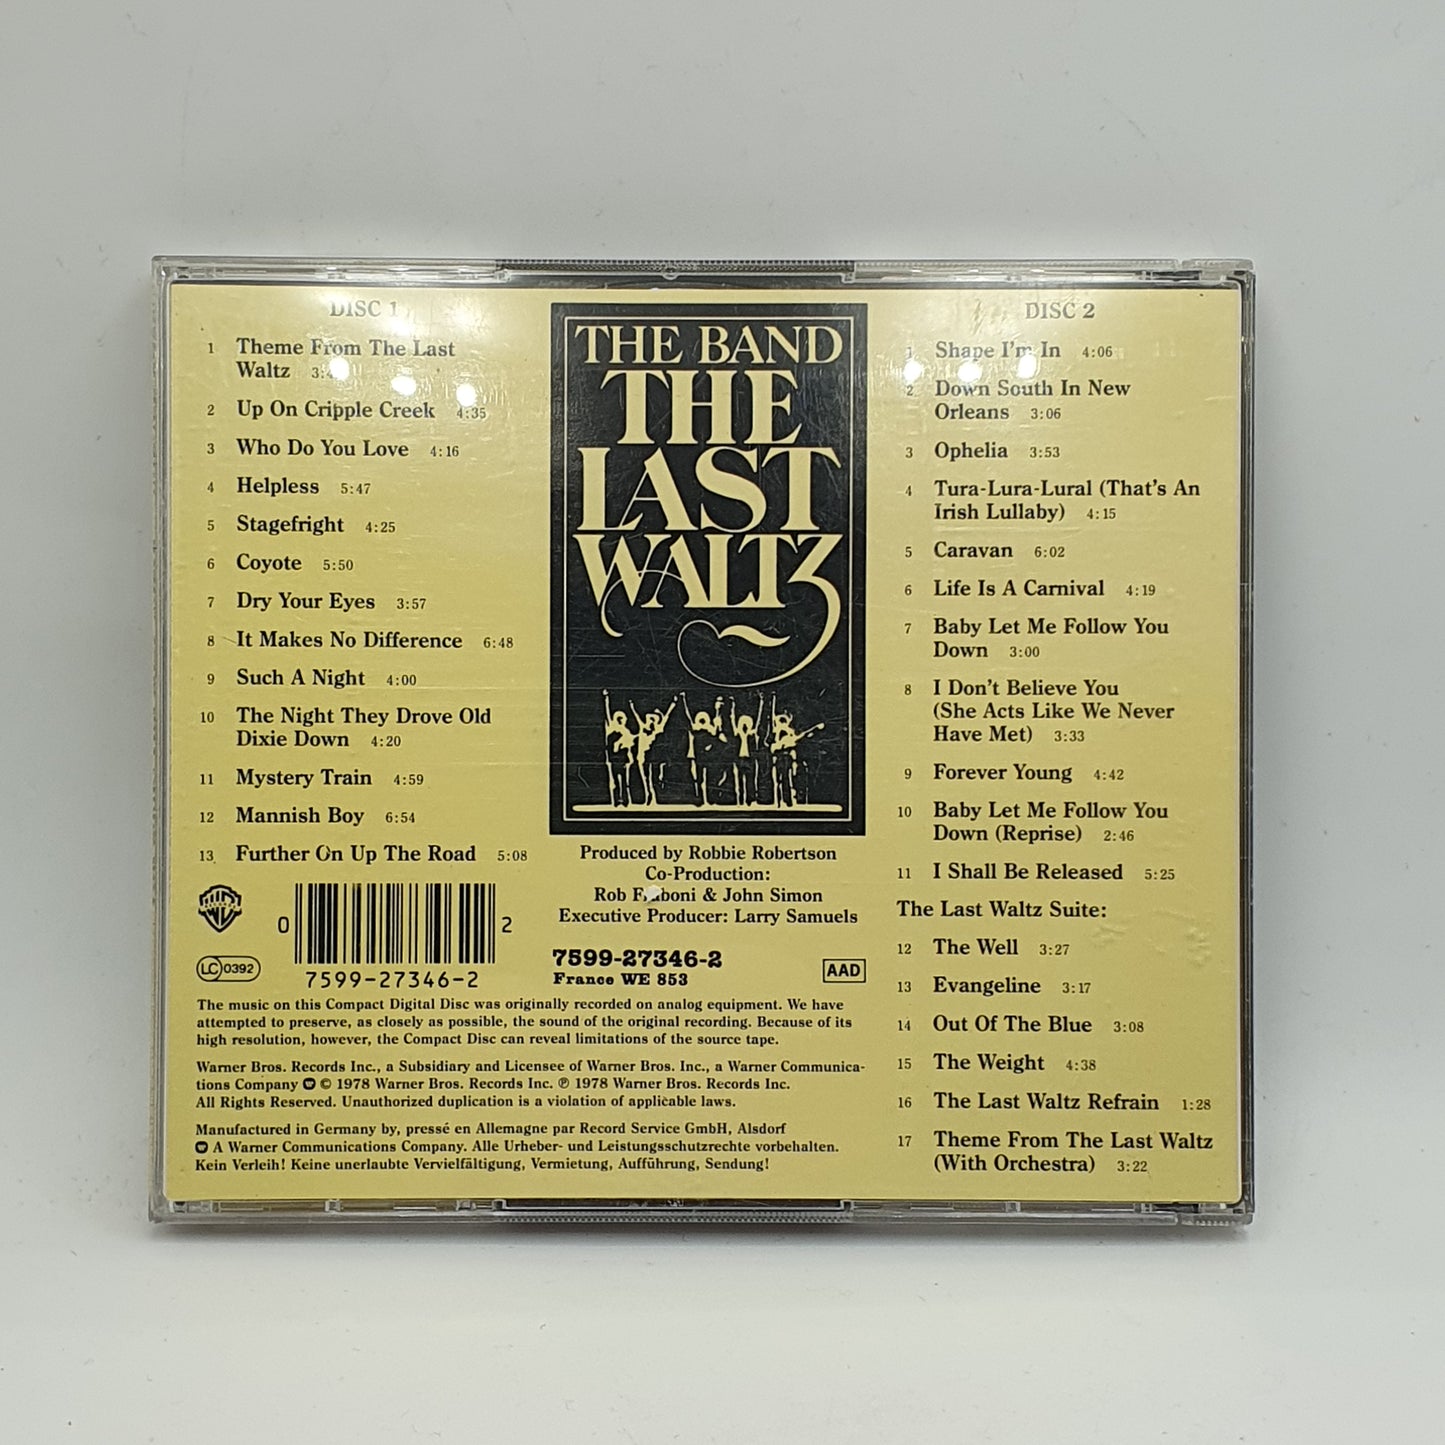 DISC 1
1 Theme From The Last
Waltz
2 Up On Cripple Creek 4:35
3 Who Do You Love 4:16
4 Helpless 5:47
5 Stagefright 4:25
6 Coyote 5:50
7 Dry Your Eyes 3:57
8 It Makes No Difference 6:48
9 Such A Night 4:00
10 The Night They Drove Old
Dixie Down 4:20
11 Mystery Train 4:59
12 Mannish Boy 6:54
13 Further On Up The Road 5:08
THE BAND
THE
LAST
WALTZ
Produced by Robbie Robertson
Co-Production:
Rob & John Simon
Executive Producer: Larry Samuels
7599-27346-2
France WE 853
AAD
0 2
7599-27346-2
LC 0392
The music on this Compact Digital Disc was originally recorded on analog equipment. We have
attempted to preserve, as closely as possible, the sound of the original recording. Because of its
high resolution, however, the Compact Disc can reveal limitations of the source tape.
Warner Bros. Records Inc., a Subsidiary and Licensee of Warner Bros. Inc., a Warner Communica-
tions Company © 1978 Warner Bros. Records Inc. ℗ 1978 Warner Bros. Records Inc.
All Rights Reserved. Unauthorized duplication is a violation of applicable laws.
Manufactured in Germany by, pressé en Allemagne par Record Service GmbH, Alsdorf
A Warner Communications Company. Alle Urheber- und Leistungsschutzrechte vorbehalten.
Kein Verleih! Keine unerlaubte Vervielfältigung, Vermietung, Aufführung, Sendung!
DISC 2
1 Shape I'm In 4:06
2 Down South In New
Orleans 3:06
3 Ophelia 3:53
4 Tura-Lura-Lural (That's An
Irish Lullaby) 4:15
5 Caravan 6:02
6 Life Is A Carnival 4:19
7 Baby Let Me Follow You
Down 3:00
8 I Don't Believe You
(She Acts Like We Never
Have Met) 3:33
9 Forever Young 4:42
10 Baby Let Me Follow You
Down (Reprise) 2:46
11 I Shall Be Released 5:25
The Last Waltz Suite:
12 The Well 3:27
13 Evangeline 3:17
14 Out Of The Blue 3:08
15 The Weight 4:38
16 The Last Waltz Refrain 1:28
17 Theme From The Last Waltz
(With Orchestra) 3:22